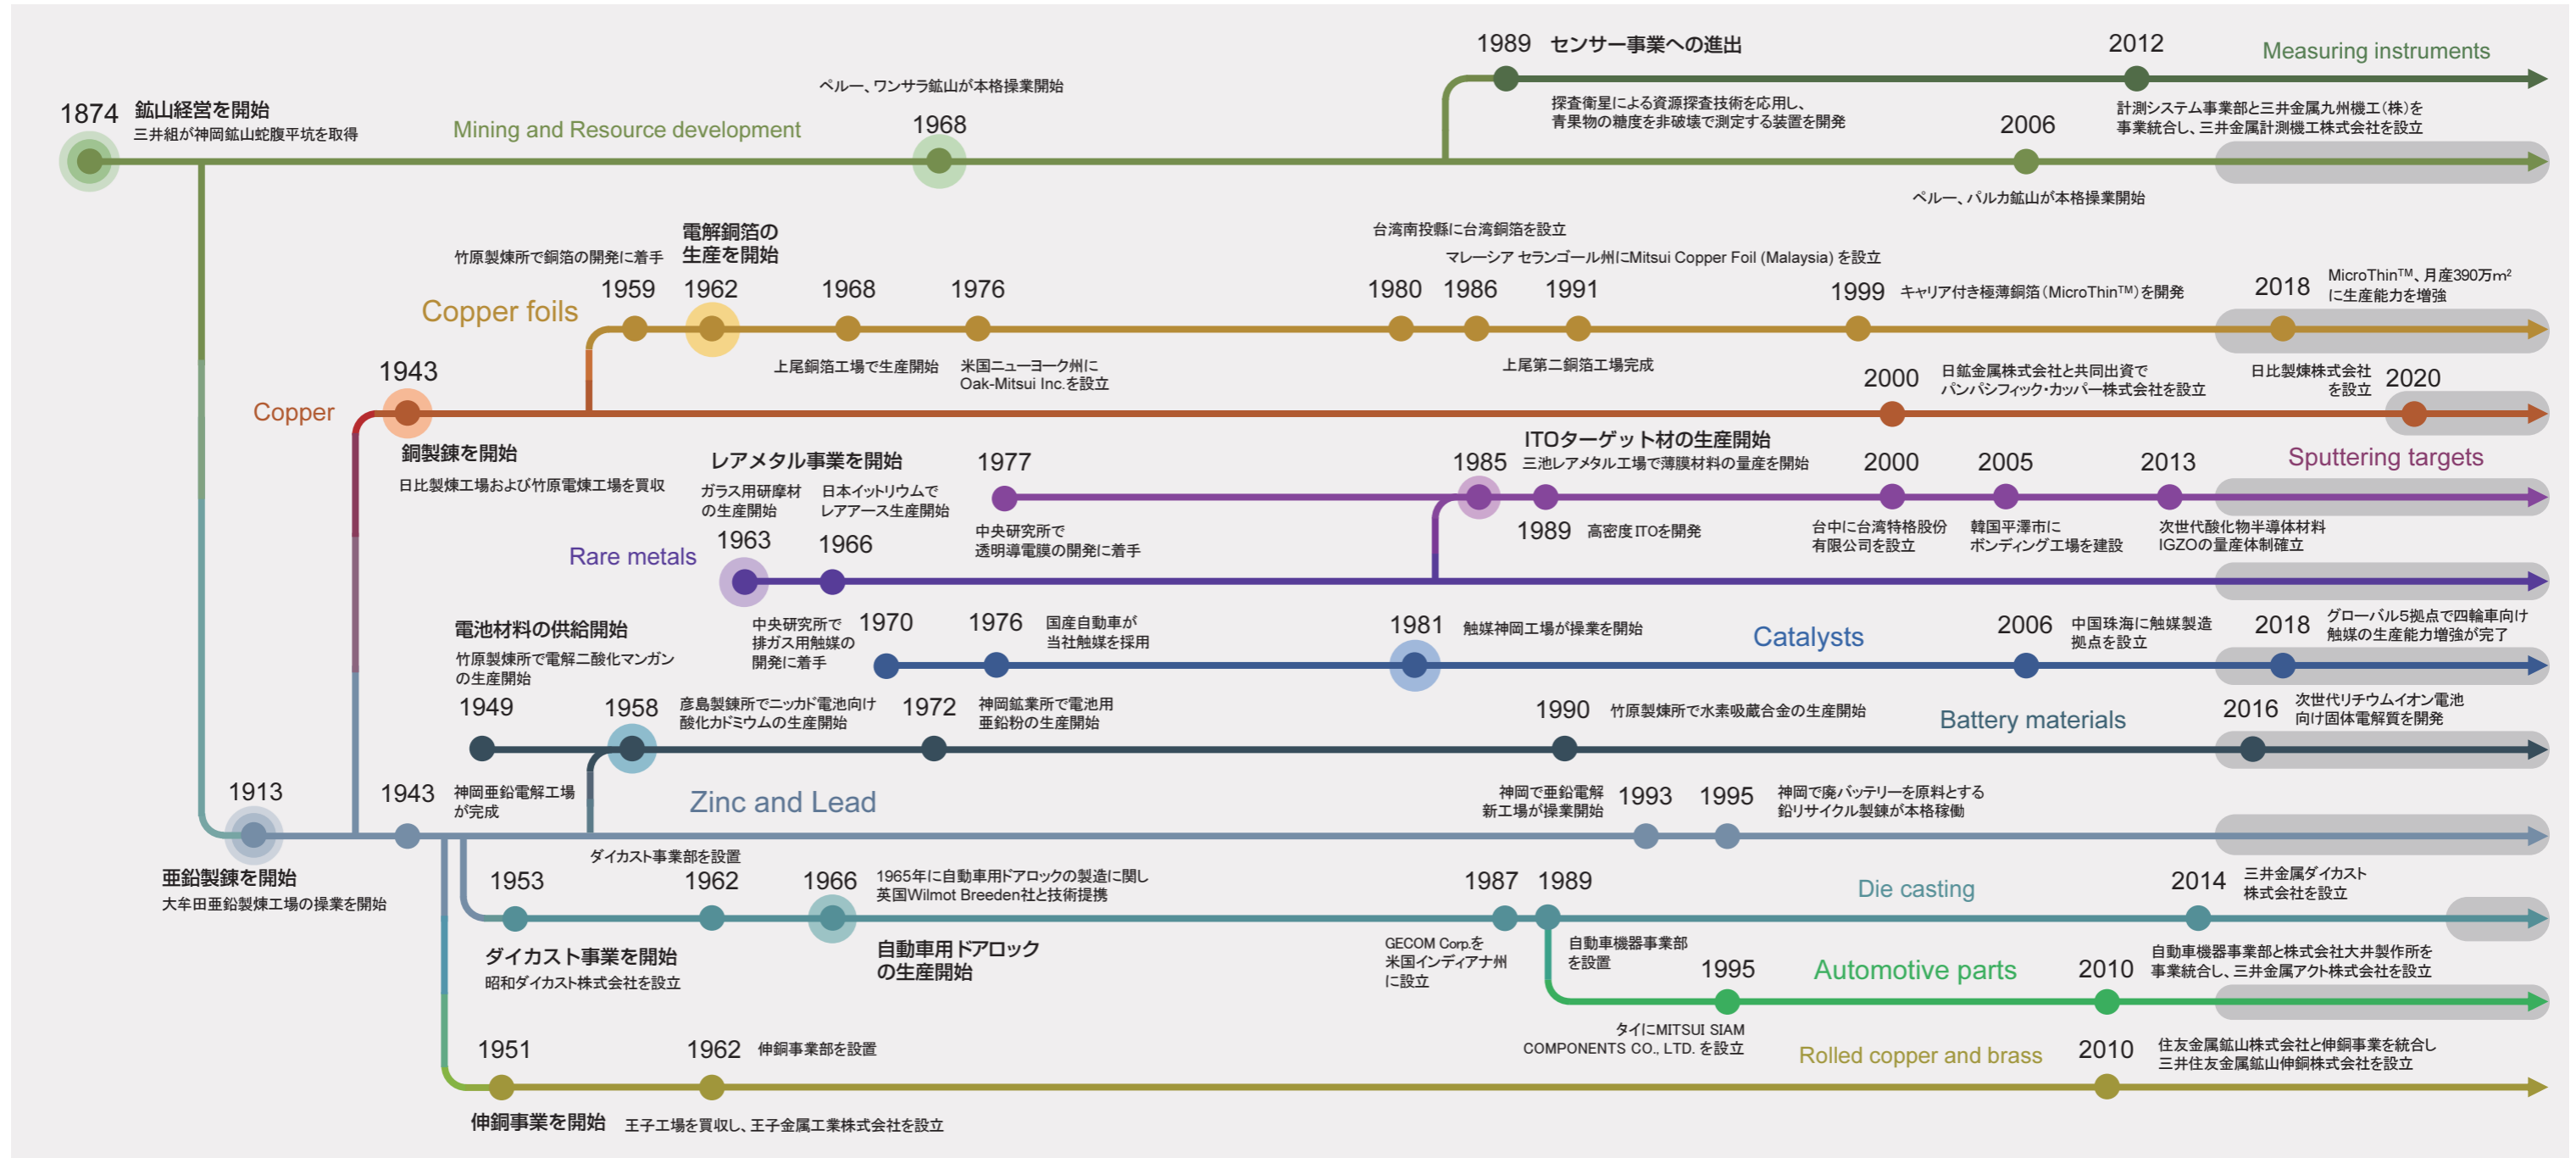 1989 センサー事業への進出
2012
Measuring instruments
探査衛星による資源探査技術を応用し、
青果物の糖度を非破壊で測定する装置を開発
計測システム事業部と三井金属九州機工（株）を
事業統合し、三井金属計測機工株式会社を設立
1874 鉱山経営を開始
三井組が神岡鉱山蛇腹平坑を取得
Mining and Resource development
ペルー、ワンサラ鉱山が本格操業開始
1968
2006
ペルー、パルカ鉱山が本格操業開始
Copper foils
竹原製煉所で銅箔の開発に着手
1959
電解銅箔の
生産を開始
1962
1968
上尾銅箔工場で生産開始
1976
米国ニューヨーク州に
Oak-Mitsui Inc.を設立
台湾南投縣に台湾銅箔を設立
1980
マレーシア セランゴール州にMitsui Copper Foil (Malaysia) を設立
1986
1991
上尾第二銅箔工場完成
1999 キャリア付き極薄銅箔（MicroThin™）を開発
2018
MicroThin™、月産390万m²
に生産能力を増強
Copper
1943
銅製錬を開始
日比製煉工場および竹原電煉工場を買収
2000
日鉱金属株式会社と共同出資で
パンパシフィック・カッパー株式会社を設立
日比製煉株式会社
を設立
2020
1977
中央研究所で
透明導電膜の開発に着手
1985
ITOターゲット材の生産開始
三池レアメタル工場で薄膜材料の量産を開始
1989 高密度ITOを開発
2000
台中に台湾特格股份
有限公司を設立
2005
韓国平澤市に
ボンディング工場を建設
2013
次世代酸化物半導体材料
IGZOの量産体制確立
Sputtering targets
Rare metals
レアメタル事業を開始
ガラス用研摩材
の生産開始
1963
日本イットリウムで
レアアース生産開始
1966
中央研究所で
排ガス用触媒の
開発に着手
1970
1976
国産自動車が
当社触媒を採用
1981 触媒神岡工場が操業を開始
Catalysts
2006
中国珠海に触媒製造
拠点を設立
2018
グローバル5拠点で四輪車向け
触媒の生産能力増強が完了
電池材料の供給開始
竹原製煉所で電解二酸化マンガン
の生産開始
1949
1958
彦島製錬所でニッカド電池向け
酸化カドミウムの生産開始
1972
神岡鉱業所で電池用
亜鉛粉の生産開始
1990 竹原製煉所で水素吸蔵合金の生産開始
Battery materials
2016
次世代リチウムイオン電池
向け固体電解質を開発
1913
亜鉛製錬を開始
大牟田亜鉛製煉工場の操業を開始
1943
神岡亜鉛電解工場
が完成
Zinc and Lead
神岡で亜鉛電解
新工場が操業開始
1993
1995
神岡で廃バッテリーを原料とする
鉛リサイクル製錬が本格稼働
1953
ダイカスト事業を開始
昭和ダイカスト株式会社を設立
ダイカスト事業部を設置
1962
1966
1965年に自動車用ドアロックの製造に関し
英国Wilmot Breeden社と技術提携
自動車用ドアロック
の生産開始
1987
GECOM Corp.を
米国インディアナ州
に設立
1989
自動車機器事業部
を設置
Die casting
2014
三井金属ダイカスト
株式会社を設立
1995
タイにMITSUI SIAM
COMPONENTS CO., LTD. を設立
Automotive parts
2010
自動車機器事業部と株式会社大井製作所を
事業統合し、三井金属アクト株式会社を設立
1951
伸銅事業を開始
1962 伸銅事業部を設置
王子工場を買収し、王子金属工業株式会社を設立
Rolled copper and brass
2010
住友金属鉱山株式会社と伸銅事業を統合し
三井住友金属鉱山伸銅株式会社を設立